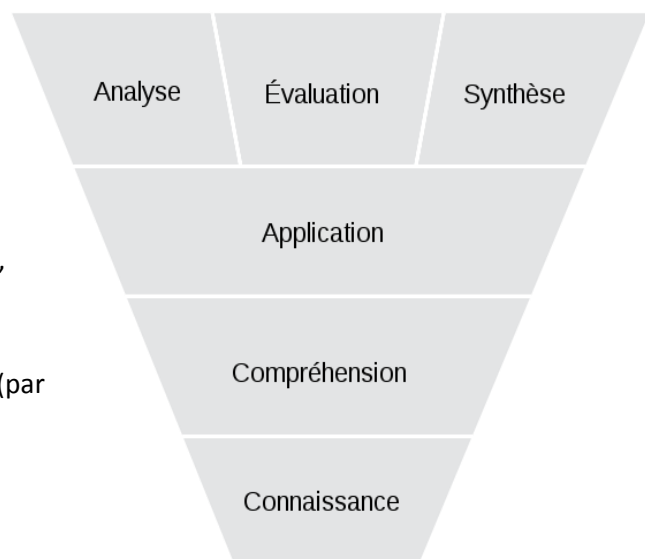 Analyse Évaluation Synthèse
Application
,
Compréhension
(par
Connaissance